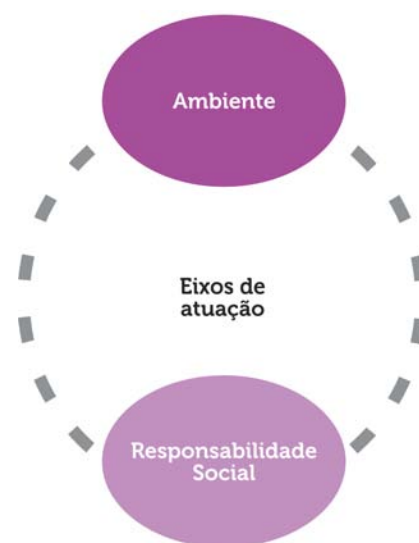 Ambiente
Eixos de
atuação
Responsabilidade
Social